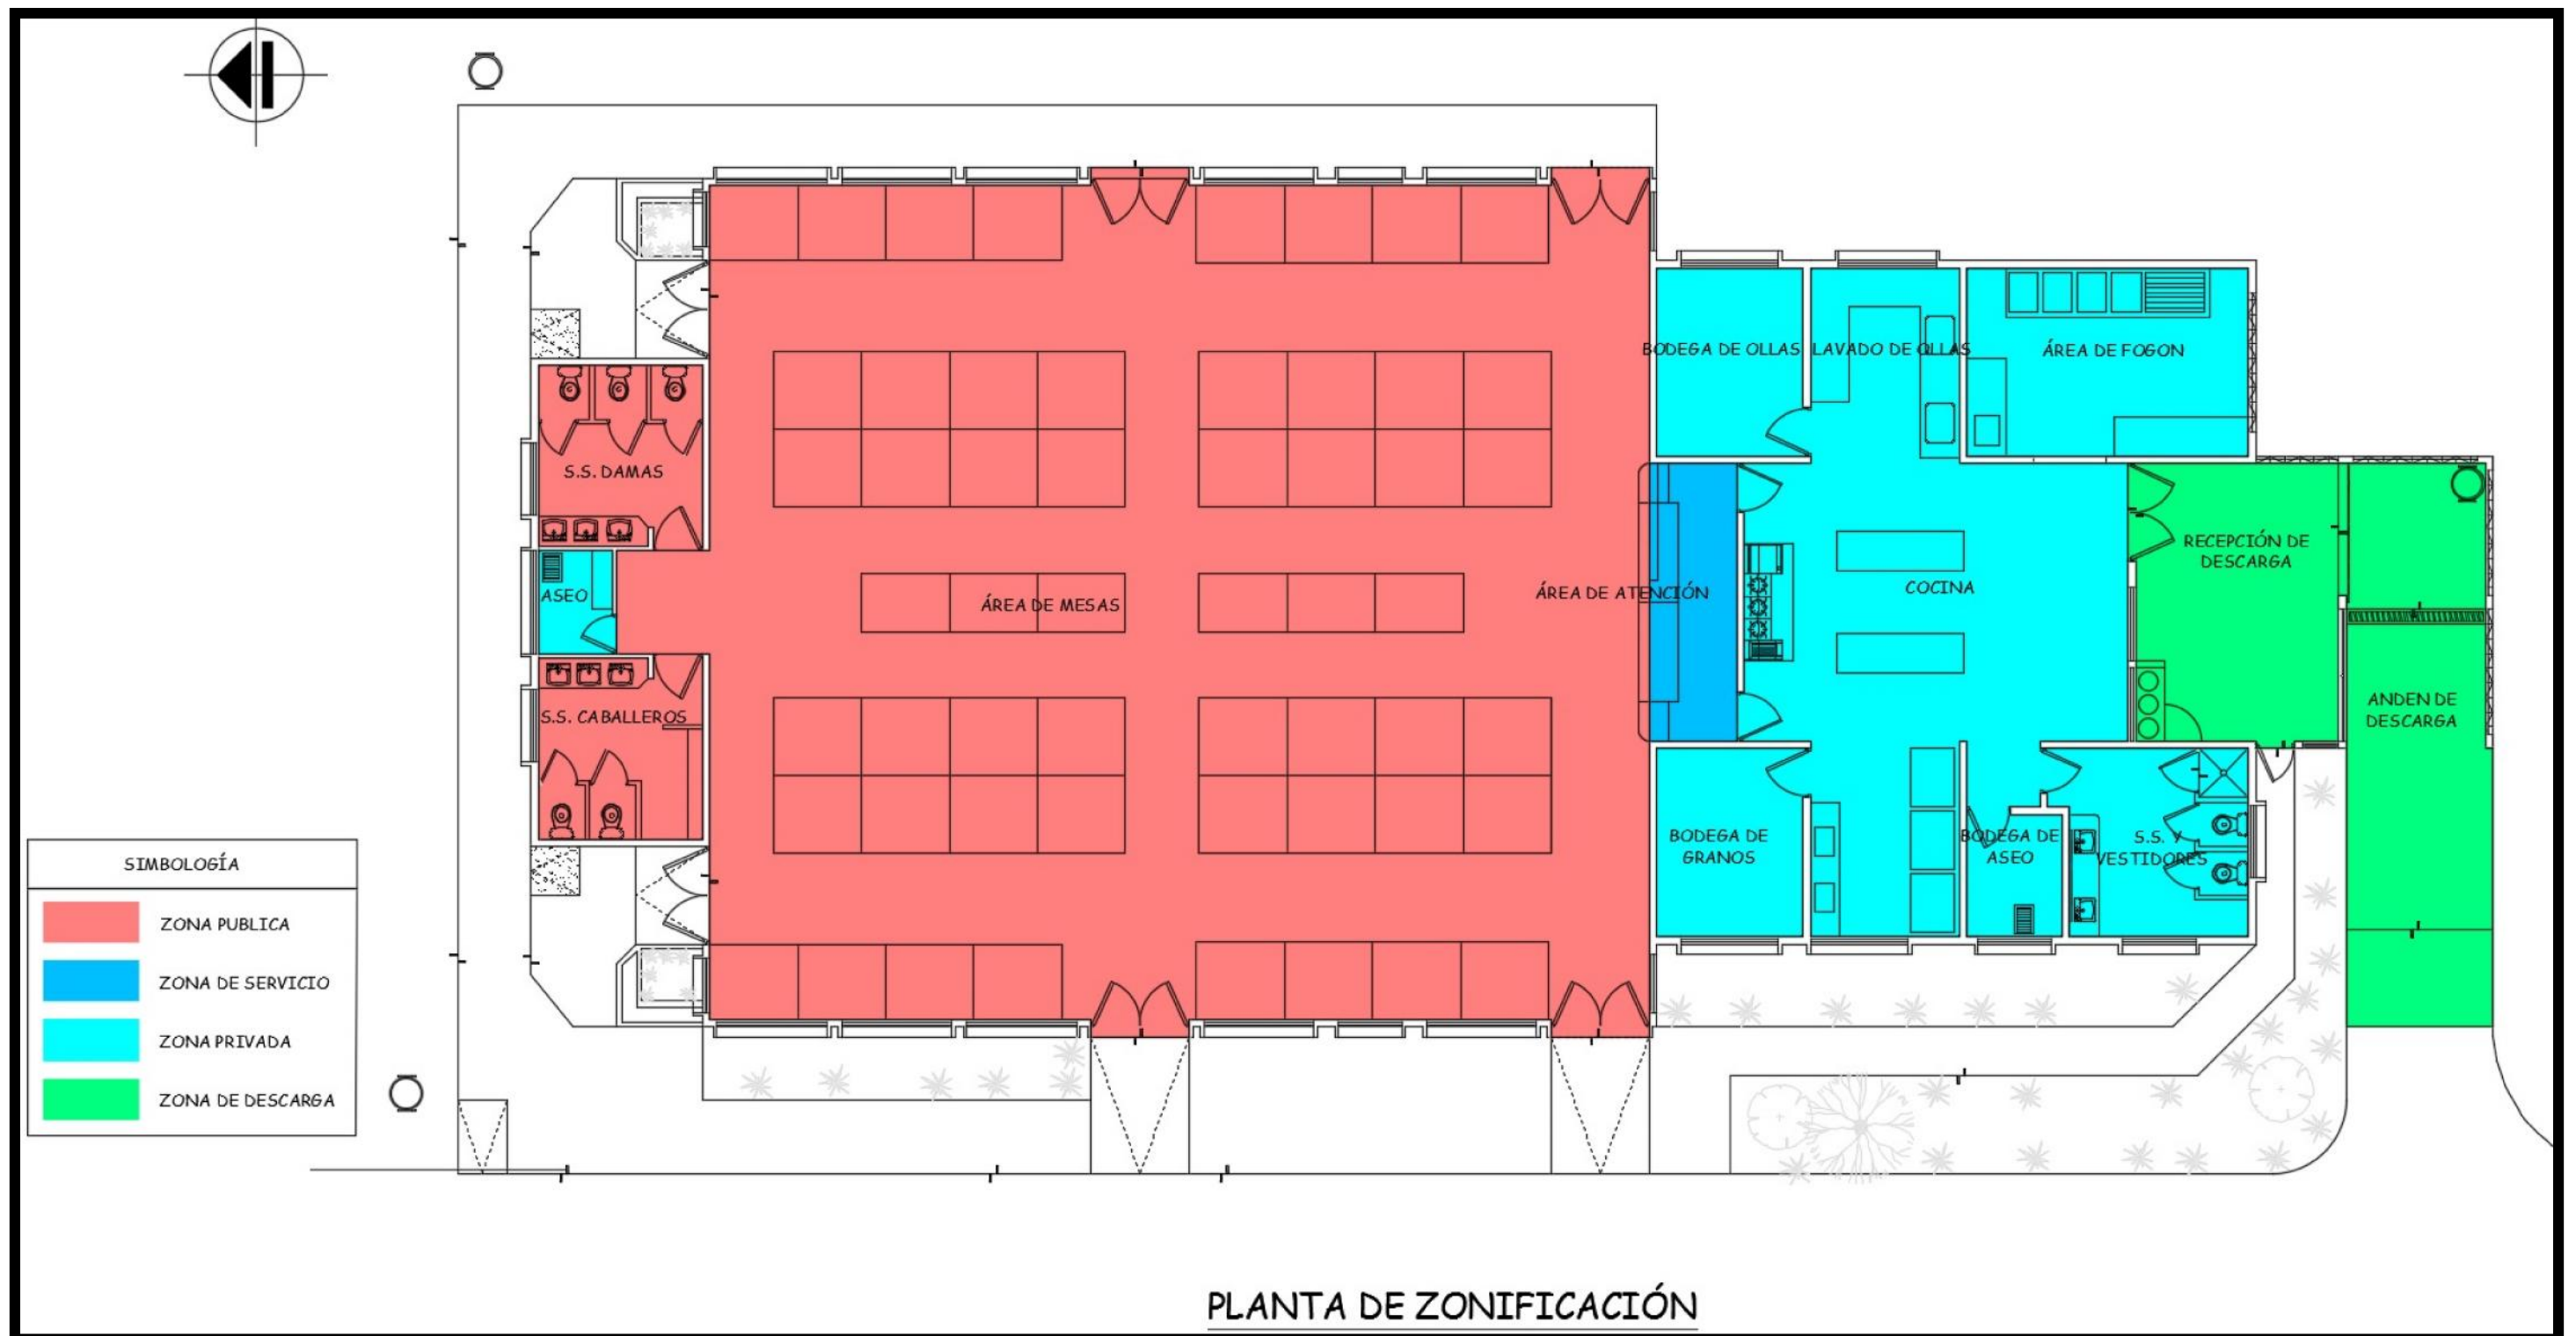 BODEGA DE OLLAS
LAVADO DE OLLAS
ÁREA DE FOGON
S.S. DAMAS
RECEPCIÓN DE
DESCARGA
ASEO
ÁREA DE MESAS
ÁREA DE ATENCIÓN
COCINA
S.S. CABALLEROS
ANDEN DE
DESCARGA
BODEGA DE
GRANOS
BODEGA DE
ASEO
S.S. Y
VESTIDORES
SIMBOLOGÍA
ZONA PUBLICA
ZONA DE SERVICIO
ZONA PRIVADA
ZONA DE DESCARGA
PLANTA DE ZONIFICACIÓN